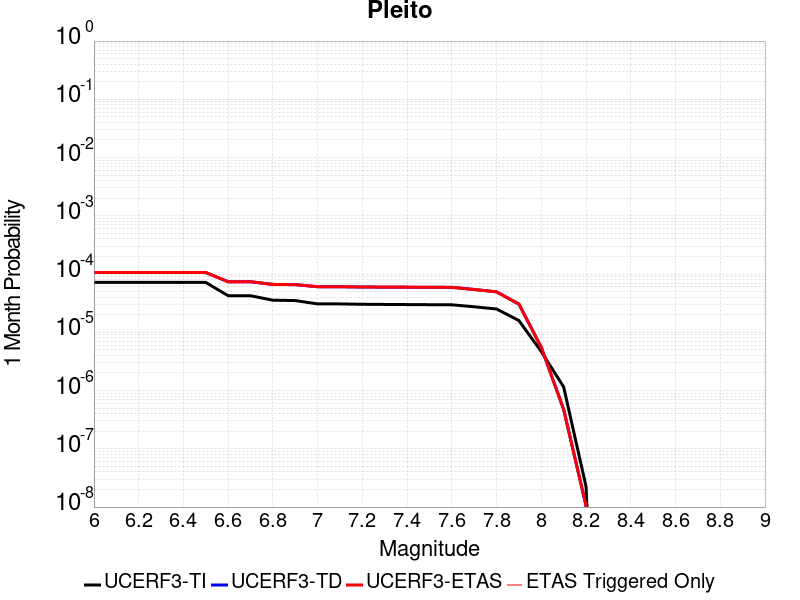 Pleito
10^0
10^-1
10^-2
10^-3
10^-4
10^-5
10^-6
10^-7
10^-8
1 Month Probability
6 6.2 6.4 6.6 6.8 7 7.2 7.4 7.6 7.8 8 8.2 8.4 8.6 8.8 9
Magnitude
UCERF3-TI UCERF3-TD UCERF3-ETAS ETAS Triggered Only